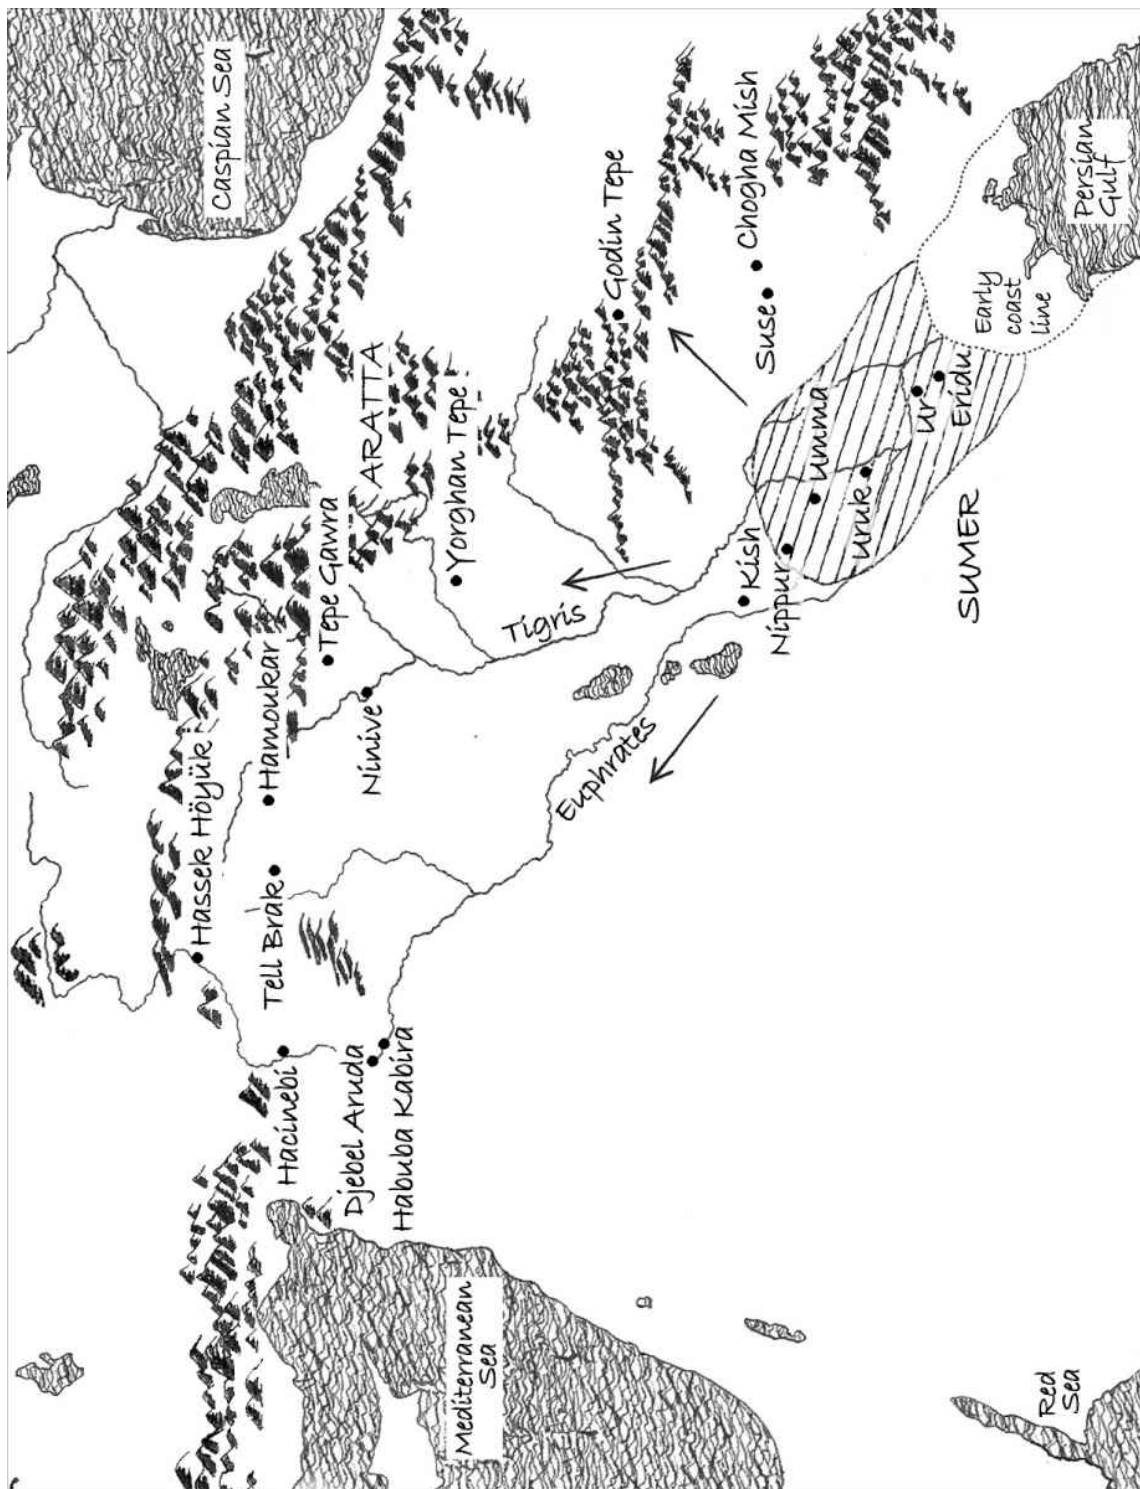 Hassek Höyük
Caspian Sea
Tell Brak
Hamoukar
Hacinebi
Tepe Gawra
Djebel Aruda
Ninive
ARATTA
Habuba Kabira
Yorghan Tepe
Mediterranean
Sea
Tigris
Euphrates
Godin Tepe
Chogha Mish
Kish
Suse
Nippur
Umma
Uruk
Ur
Eridu
SUMER
Early
coast
line
Red
Sea
Persian
Gulf